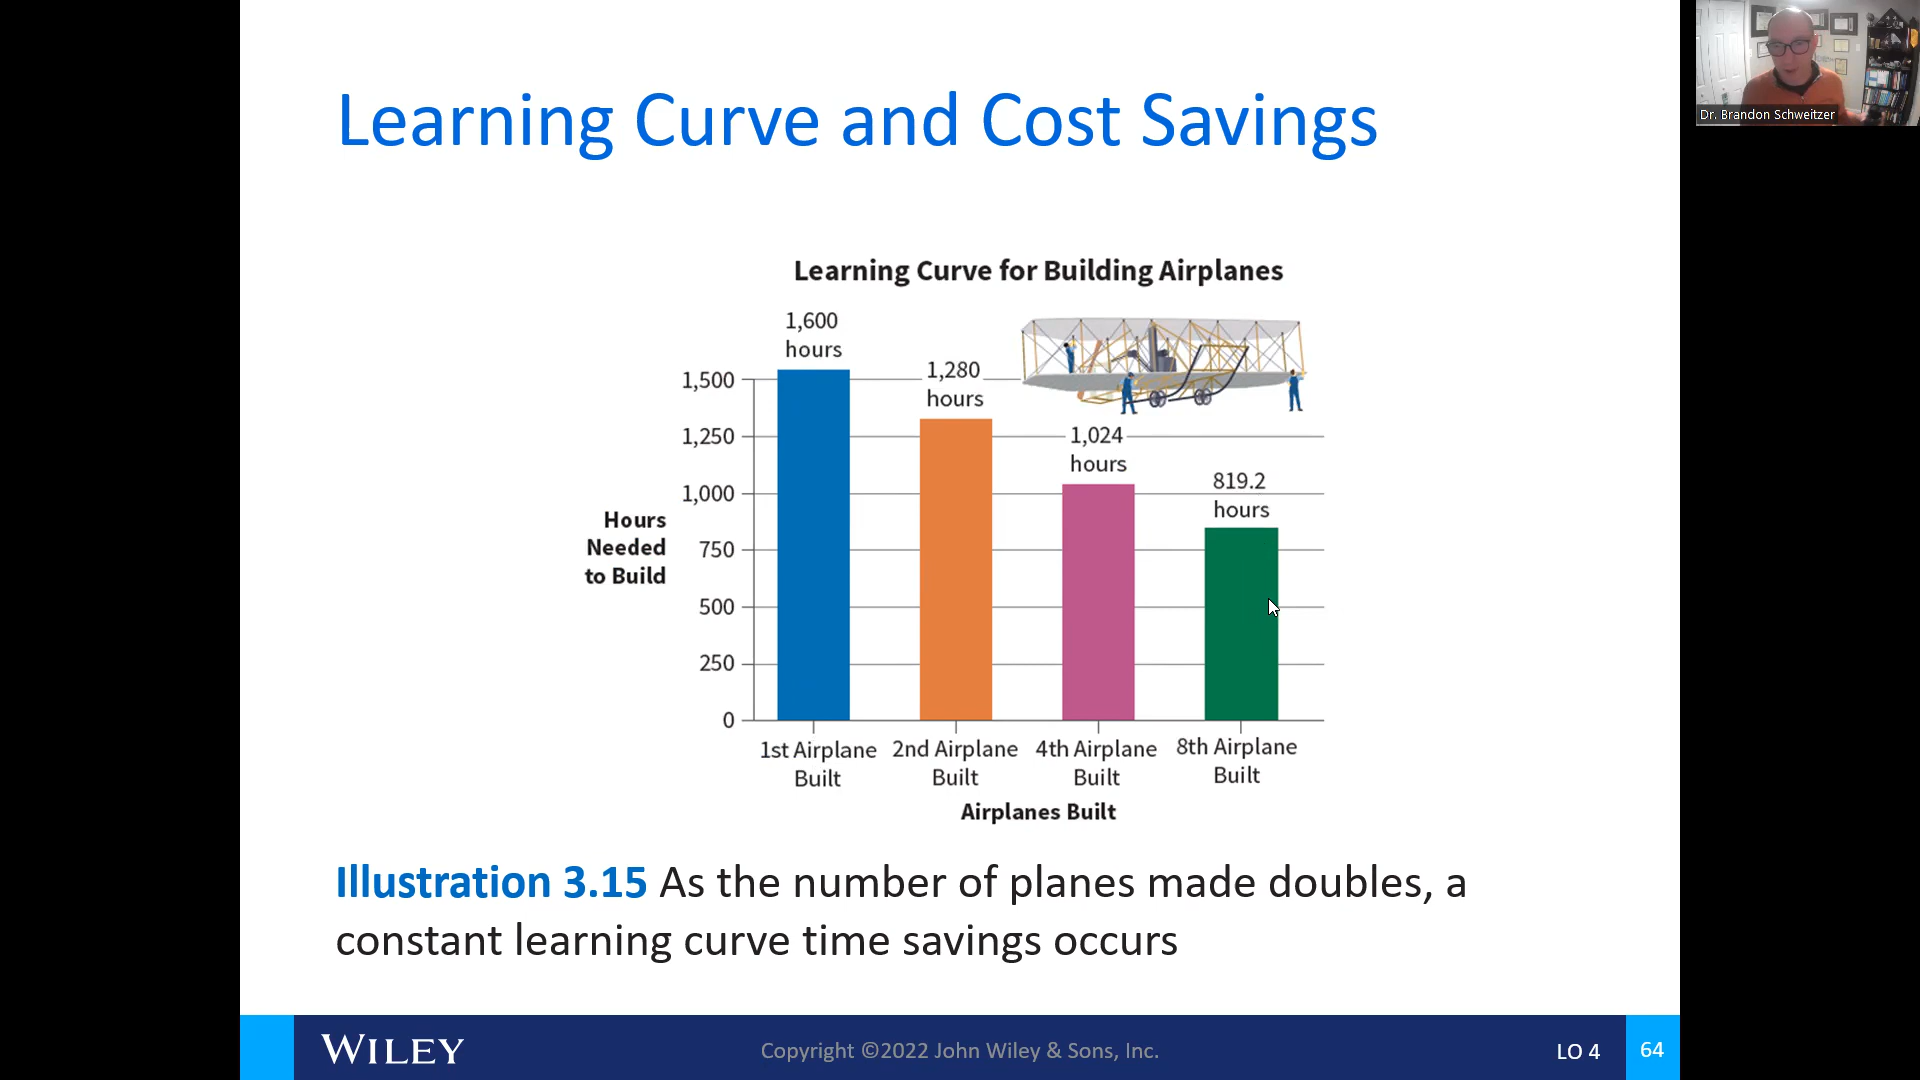 Learning Curve and Cost Savings
Dr. Brandon Schweitzer
Learning Curve for Building Airplanes
1,600
hours
1,280
hours
1,024
hours
819.2
hours
1,500
1,250
1,000
750
500
250
0
Hours
Needed
to Build
1st Airplane
Built
2nd Airplane
Built
4th Airplane
Built
8th Airplane
Built
Airplanes Built
Illustration 3.15 As the number of planes made doubles, a
constant learning curve time savings occurs
WILEY
Copyright ©2022 John Wiley & Sons, Inc.
LO 4
64